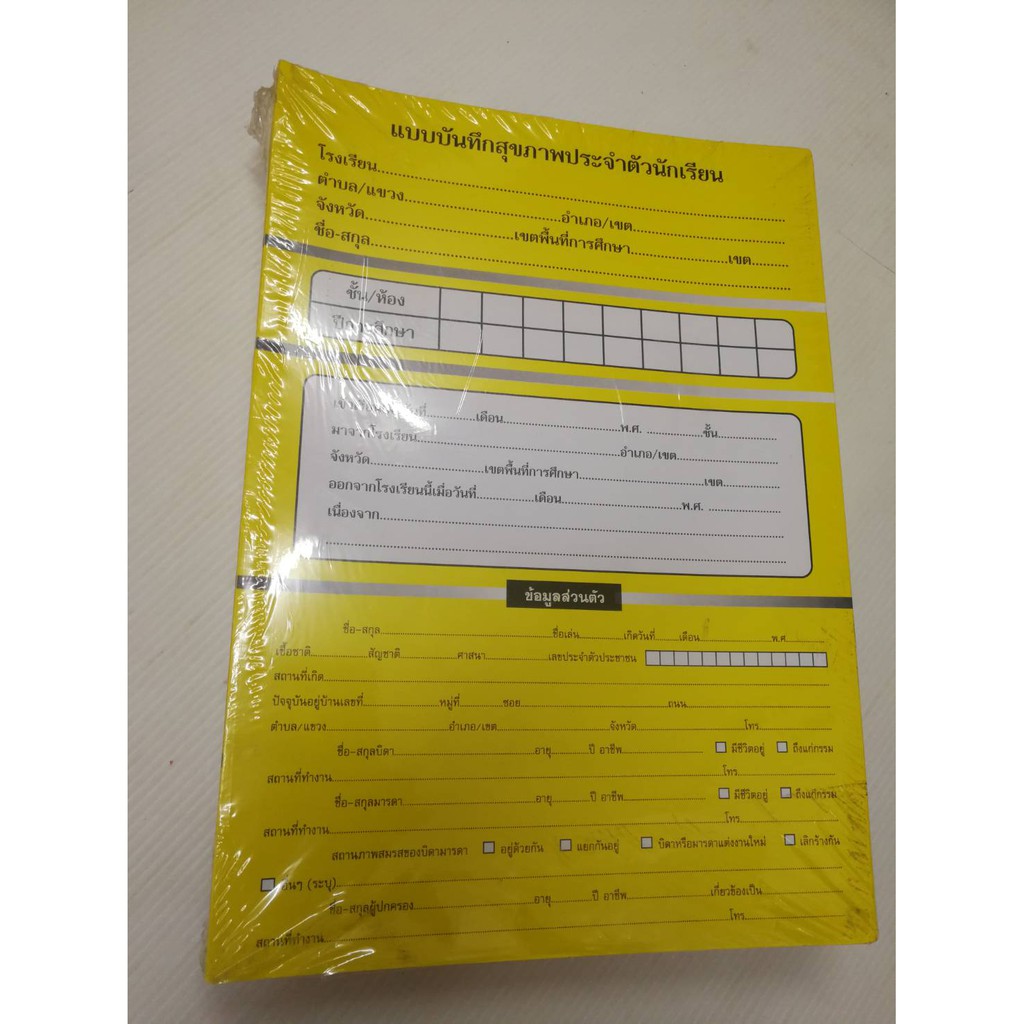 แบบบันทึกสุขภาพประจำตัวนักเรียน
โรงเรียน
ตำบล/แขวง อำเภอ/เขต
จังหวัด เขตพื้นที่การศึกษา เขต
ชื่อ-สกุล
ชั้น/ห้อง
ปีการศึกษา
ที่ เดือน พ.ศ. ชั้น
มาจากโรงเรียน อำเภอ/เขต
จังหวัด เขตพื้นที่การศึกษา เขต
ออกจากโรงเรียนนี้เมื่อวันที่ เดือน พ.ศ.
เนื่องจาก
ข้อมูลส่วนตัว
ชื่อ-สกุล ชื่อเล่น เกิดวันที่ เดือน พ.ศ.
เชื้อชาติ สัญชาติ ศาสนา เลขประจำตัวประชาชน
สถานที่เกิด
ปัจจุบันอยู่บ้านเลขที่ หมู่ที่ ซอย ถนน
ตำบล/แขวง อำเภอ/เขต จังหวัด โทร.
ชื่อ-สกุลบิดา อายุ ปี อาชีพ มีชีวิตอยู่ ถึงแก่กรรม
สถานที่ทำงาน โทร.
ชื่อ-สกุลมารดา อายุ ปี อาชีพ มีชีวิตอยู่ ถึงแก่กรรม
สถานที่ทำงาน โทร.
สถานภาพสมรสของบิดามารดา อยู่ด้วยกัน แยกกันอยู่ บิดาหรือมารดาแต่งงานใหม่ เลิกร้างกัน
อื่นๆ (ระบุ)
ชื่อ-สกุลผู้ปกครอง อายุ ปี อาชีพ เกี่ยวข้องเป็น
สถานที่ทำงาน โทร.